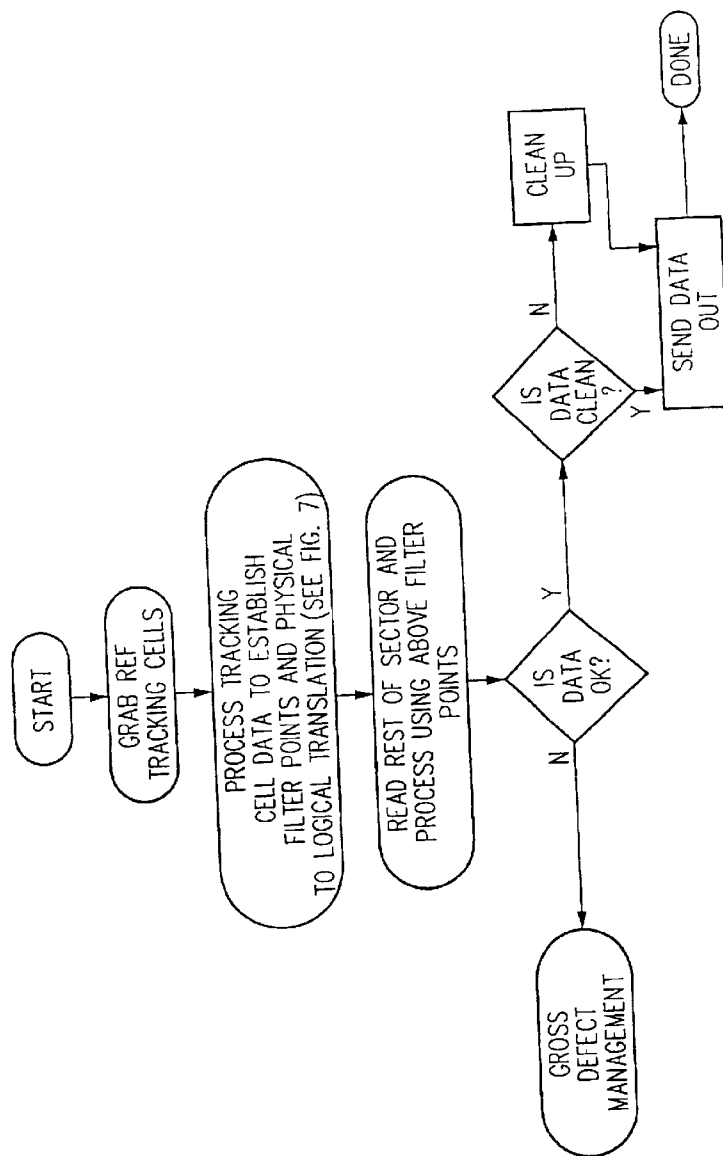 START
GRAB REF
TRACKING CELLS
PROCESS TRACKING
CELL DATA TO ESTABLISH
FILTER POINTS AND PHYSICAL
TO LOGICAL TRANSLATION (SEE FIG. 7)
READ REST OF SECTOR AND
PROCESS USING ABOVE FILTER
POINTS
IS
DATA
OK?
N
Y
GROSS
DEFECT
MANAGEMENT
IS
DATA
CLEAN
?
N
Y
CLEAN
UP
SEND DATA
OUT
DONE